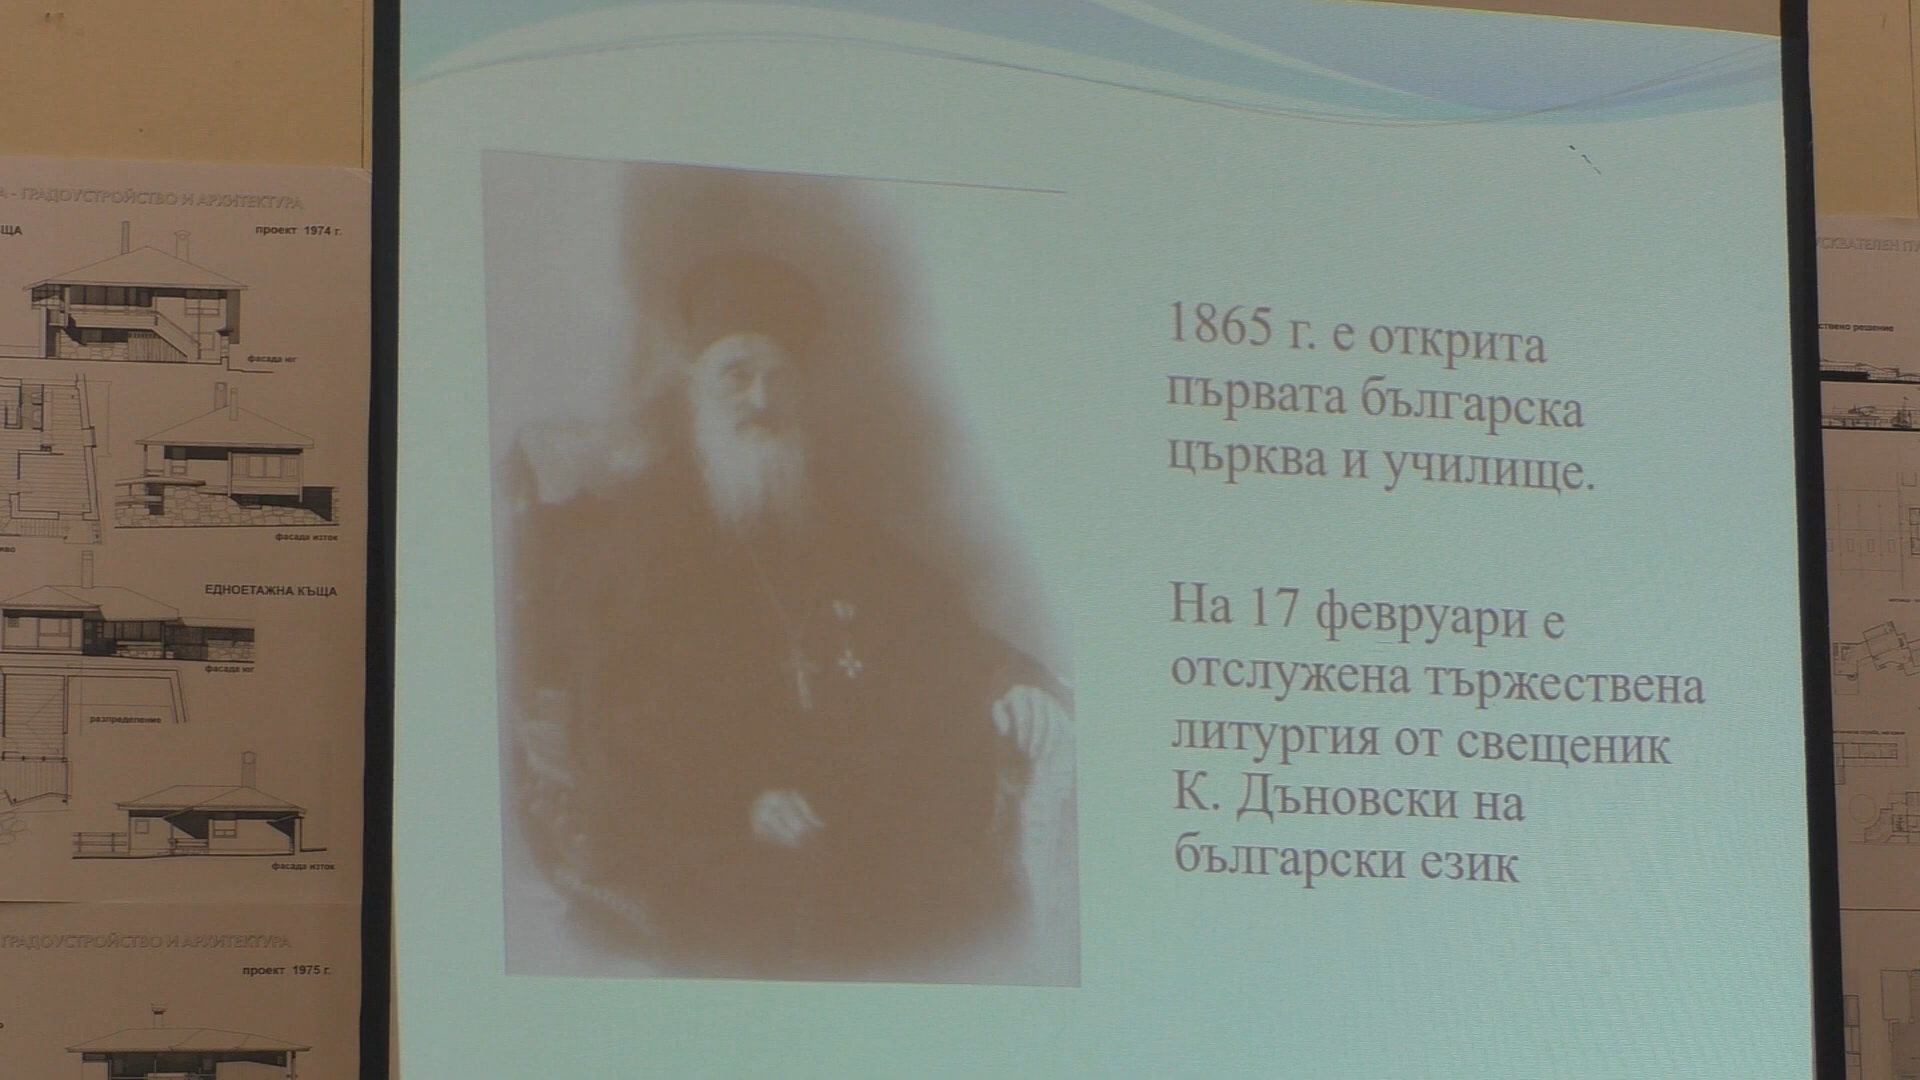 1865 г. е открита
първата българска
църква и училище.
На 17 февруари е
отслужена тържествена
литургия от свещеник
К. Дъновски на
български език
А - ГРАДОУСТРОЙСТВО И АРХИТЕКТУРА
проект 1974 г.
фасада юг
фасада изток
ЕДНОЕТАЖНА КЪЩА
фасада юг
разпределение
фасада изток
ГРАДОУСТРОЙСТВО И АРХИТЕКТУРА
проект 1975 г.
решение